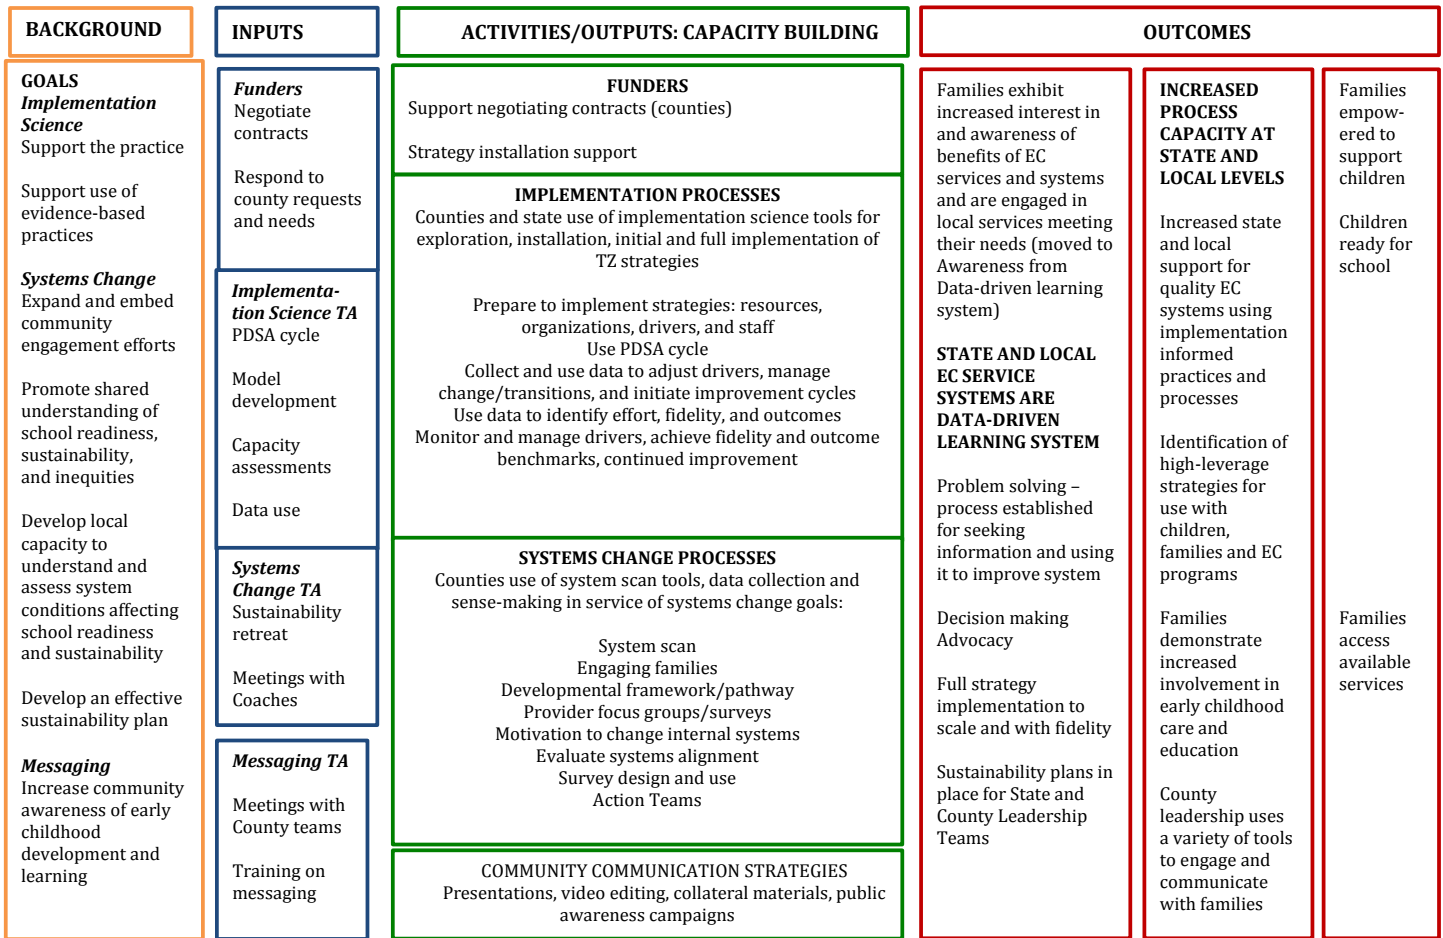 BACKGROUND
GOALS
Implementation
Science
Support the practice
Support use of
evidence-based
practices
Systems Change
Expand and embed
community
engagement efforts
Promote shared
understanding of
school readiness,
sustainability,
and inequities
Develop local
capacity to
understand and
assess system
conditions affecting
school readiness
and sustainability
Develop an effective
sustainability plan
Messaging
Increase community
awareness of early
childhood
development and
learning
INPUTS
Funders
Negotiate
contracts
Respond to
county requests
and needs
Implementa-
tion Science TA
PDSA cycle
Model
development
Capacity
assessments
Data use
Systems
Change TA
Sustainability
retreat
Meetings with
Coaches
Messaging TA
Meetings with
County teams
Training on
messaging
ACTIVITIES/OUTPUTS: CAPACITY BUILDING
FUNDERS
Support negotiating contracts (counties)
Strategy installation support
IMPLEMENTATION PROCESSES
Counties and state use of implementation science tools for
exploration, installation, initial and full implementation of
TZ strategies
Prepare to implement strategies: resources,
organizations, drivers, and staff
Use PDSA cycle
Collect and use data to adjust drivers, manage
change/transitions, and initiate improvement cycles
Use data to identify effort, fidelity, and outcomes
Monitor and manage drivers, achieve fidelity and outcome
benchmarks, continued improvement
SYSTEMS CHANGE PROCESSES
Counties use of system scan tools, data collection and
sense-making in service of systems change goals:
System scan
Engaging families
Developmental framework/pathway
Provider focus groups/surveys
Motivation to change internal systems
Evaluate systems alignment
Survey design and use
Action Teams
COMMUNITY COMMUNICATION STRATEGIES
Presentations, video editing, collateral materials, public
awareness campaigns
OUTCOMES
Families exhibit
increased interest in
and awareness of
benefits of EC
services and systems
and are engaged in
local services meeting
their needs (moved to
Awareness from
Data-driven learning
system)
STATE AND LOCAL
EC SERVICE
SYSTEMS ARE
DATA-DRIVEN
LEARNING SYSTEM
Problem solving –
process established
for seeking
information and using
it to improve system
Decision making
Advocacy
Full strategy
implementation to
scale and with fidelity
Sustainability plans in
place for State and
County Leadership
Teams
INCREASED
PROCESS
CAPACITY AT
STATE AND
LOCAL LEVELS
Increased state
and local
support for
quality EC
systems using
implementation
informed
practices and
processes
Identification of
high-leverage
strategies for
use with
children,
families and EC
programs
Families
demonstrate
increased
involvement in
early childhood
care and
education
County
leadership uses
a variety of tools
to engage and
communicate
with families
Families
empow-
ered to
support
children
Children
ready for
school
Families
access
available
services